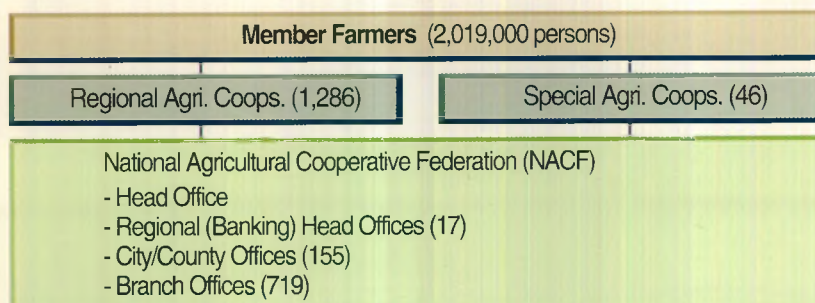 Member Farmers (2,019,000 persons)
Regional Agri. Coops. (1,286)
Special Agri. Coops. (46)
National Agricultural Cooperative Federation (NACF)
- Head Office
- Regional (Banking) Head Offices (17)
- City/County Offices (155)
- Branch Offices (719)